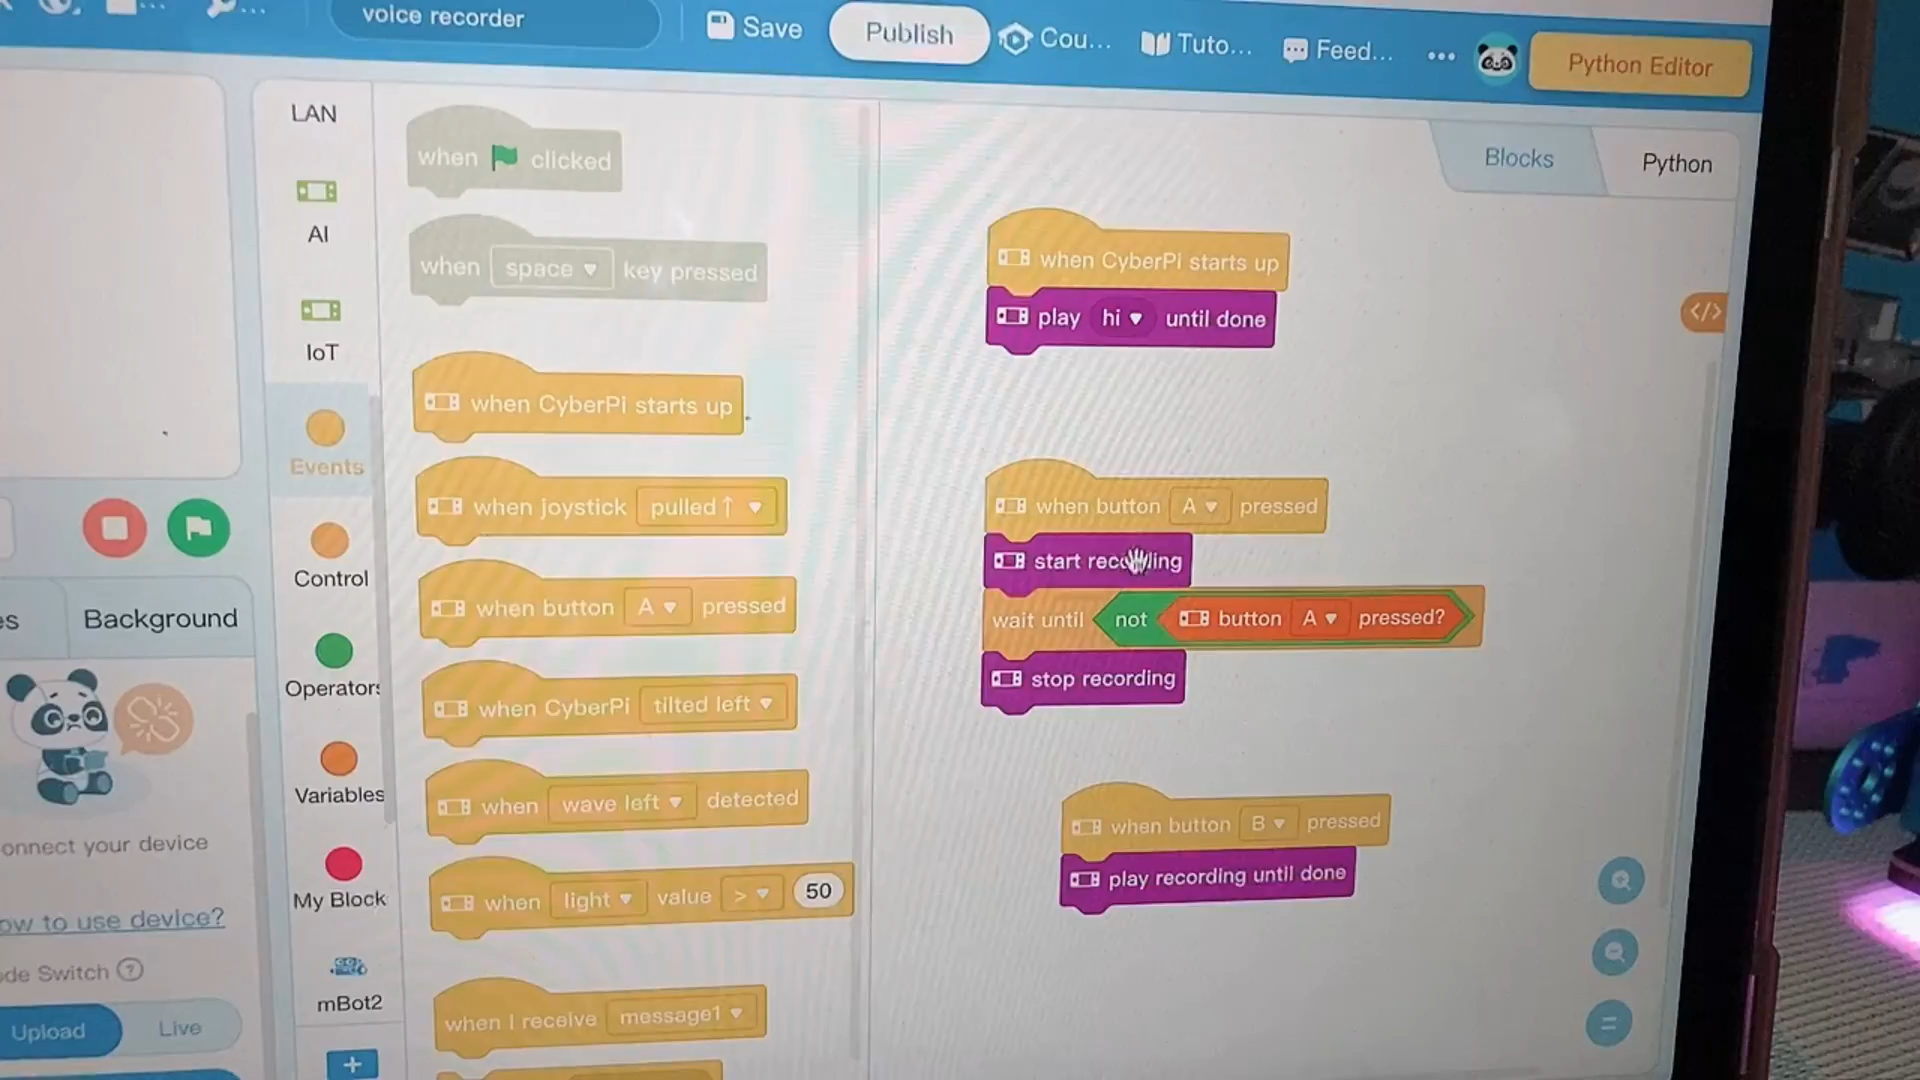 voice recorder
Save
Publish
Cou...
Tuto...
Feed...
Python Editor
Blocks
Python
LAN
AI
IoT
Events
Control
Operators
Variables
My Block
mBot2
when clicked
when space key pressed
when CyberPi starts up
when joystick pulled ↑
when button A pressed
when CyberPi tilted left
when wave left detected
when light value > 50
when I receive message1
when CyberPi starts up
play hi until done
when button A pressed
start recording
wait until not button A pressed?
stop recording
when button B pressed
play recording until done
Background
onnect your device
ow to use device?
ode Switch ?
Upload
Live